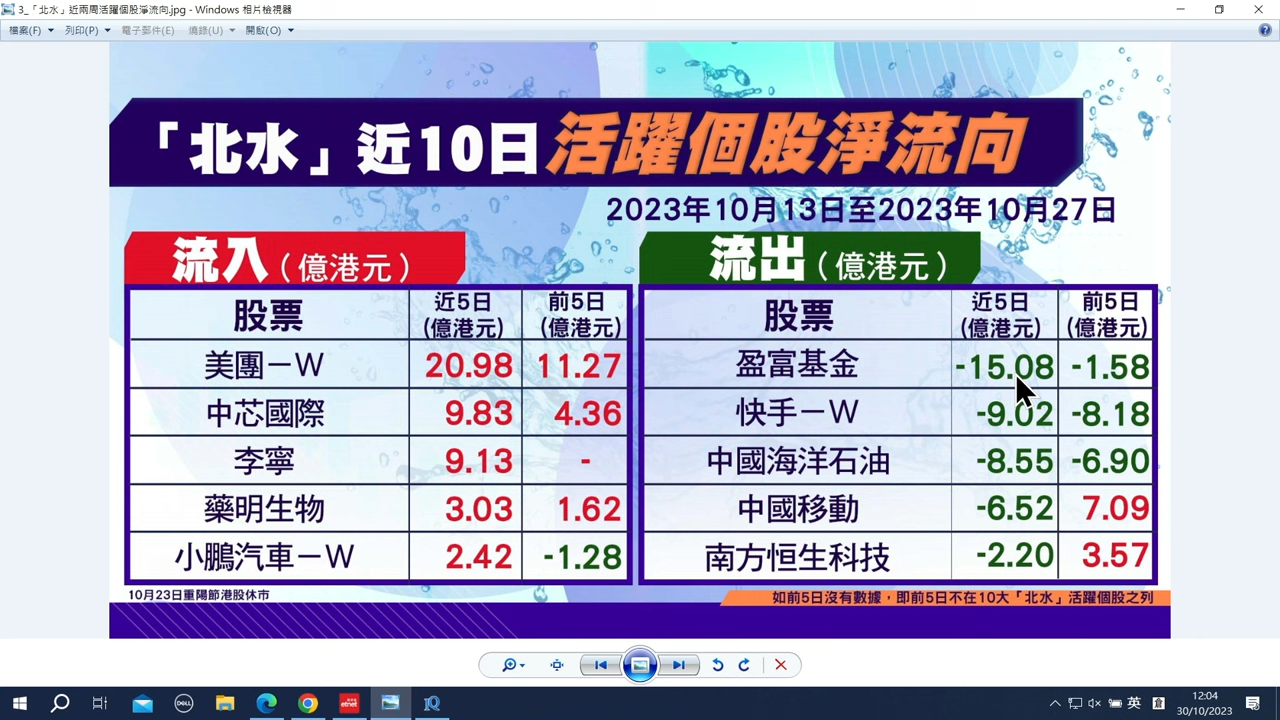 3_「北水」近兩周活躍個股淨流向.jpg - Windows 相片檢視器
檔案(F) 列印(P) 電子郵件(E) 燒錄(U) 開啟(O)
「北水」近10日活躍個股淨流向
2023年10月13日至2023年10月27日
流入（億港元）
股票 近5日(億港元) 前5日(億港元)
美團－W 20.98 11.27
中芯國際 9.83 4.36
李寧 9.13 -
藥明生物 3.03 1.62
小鵬汽車－W 2.42 -1.28
10月23日重陽節港股休市
流出（億港元）
股票 近5日(億港元) 前5日(億港元)
盈富基金 -15.08 -1.58
快手－W -9.02 -8.18
中國海洋石油 -8.55 -6.90
中國移動 -6.52 7.09
南方恒生科技 -2.20 3.57
如前5日沒有數據，即前5日不在10大「北水」活躍個股之列
DELL
etnet
IQ
英
12:04
30/10/2023